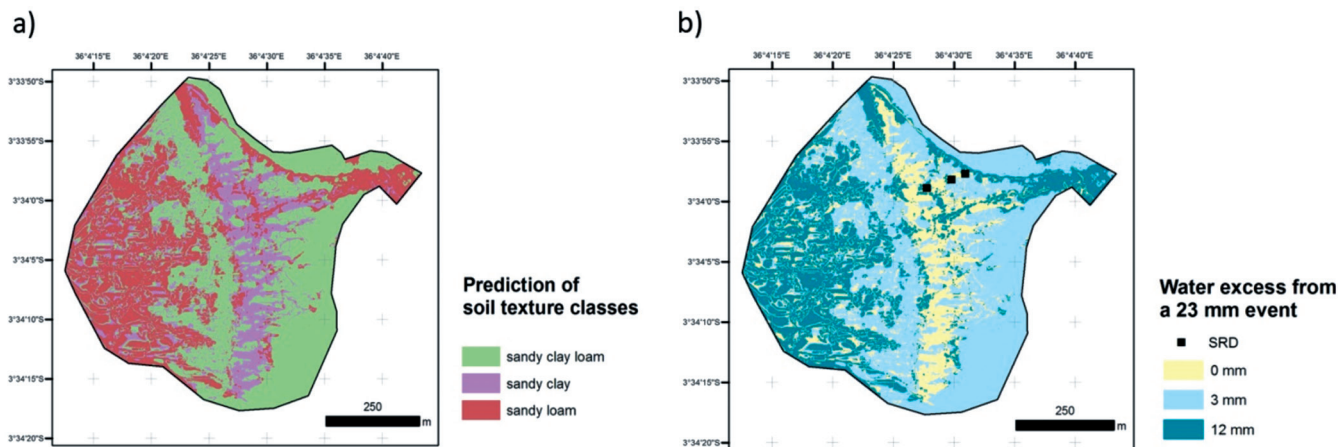 a)
36°4'15"E 36°4'20"E 36°4'25"E 36°4'30"E 36°4'35"E 36°4'40"E
3°33'50"S
3°33'55"S
3°34'0"S
3°34'5"S
3°34'10"S
3°34'15"S
3°34'20"S
250
m
Prediction of
soil texture classes
sandy clay loam
sandy clay
sandy loam
b)
36°4'15"E 36°4'20"E 36°4'25"E 36°4'30"E 36°4'35"E 36°4'40"E
3°33'50"S
3°33'55"S
3°34'0"S
3°34'5"S
3°34'10"S
3°34'15"S
3°34'20"S
250
m
Water excess from
a 23 mm event
SRD
0 mm
3 mm
12 mm